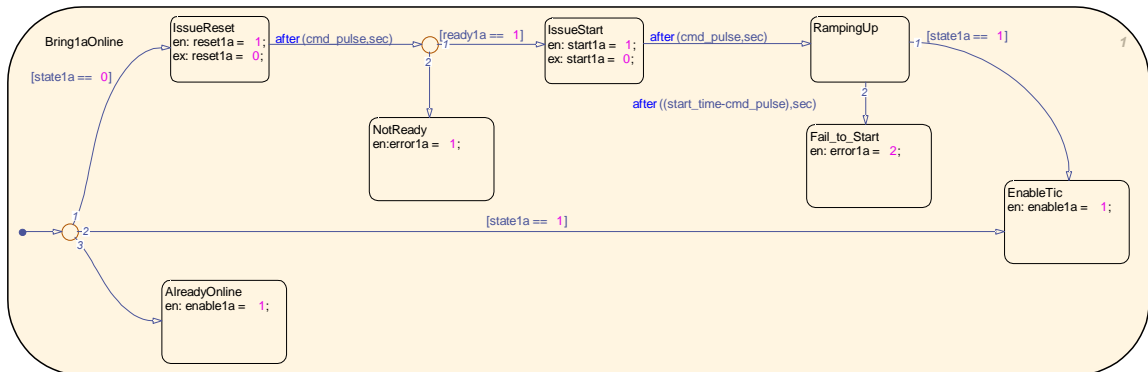 Bring1aOnline
1
IssueReset
en: reset1a = 1;
ex: reset1a = 0;
after(cmd_pulse,sec)
1
[ready1a == 1]
2
IssueStart
en: start1a = 1;
ex: start1a = 0;
after(cmd_pulse,sec)
RampingUp
1
[state1a == 1]
2
after((start_time-cmd_pulse),sec)
[state1a == 0]
NotReady
en:error1a = 1;
Fail_to_Start
en: error1a = 2;
EnableTic
en: enable1a = 1;
1
2
[state1a == 1]
3
AlreadyOnline
en: enable1a = 1;